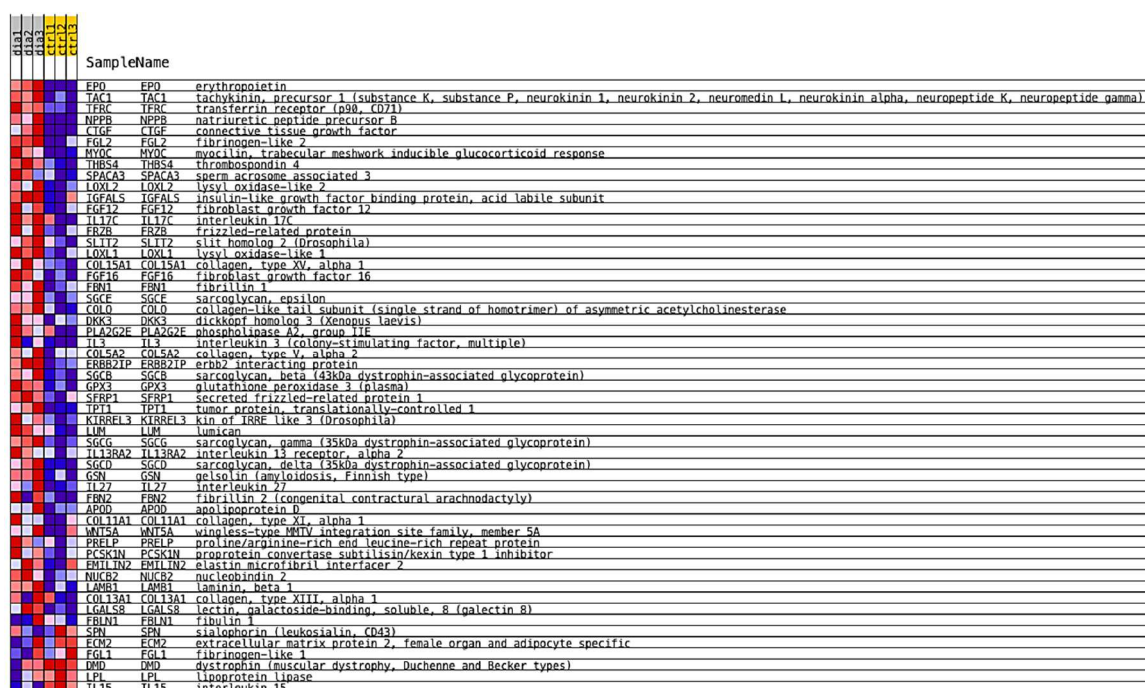 dia1 dia2 dia3 ctrl1 ctrl2 ctrl3
SampleName
EPO EPO erythropoietin
TAC1 TAC1 tachykinin, precursor 1 (substance K, substance P, neurokinin 1, neurokinin 2, neuromedin L, neurokinin alpha, neuropeptide K, neuropeptide gamma)
TFRC TFRC transferrin receptor (p90, CD71)
NPPB NPPB natriuretic peptide precursor B
CTGF CTGF connective tissue growth factor
FGL2 FGL2 fibrinogen-like 2
MYOC MYOC myocilin, trabecular meshwork inducible glucocorticoid response
THBS4 THBS4 thrombospondin 4
SPACA3 SPACA3 sperm acrosome associated 3
LOXL2 LOXL2 lysyl oxidase-like 2
IGFALS IGFALS insulin-like growth factor binding protein, acid labile subunit
FGF12 FGF12 fibroblast growth factor 12
IL17C IL17C interleukin 17C
FRZB FRZB frizzled-related protein
SLIT2 SLIT2 slit homolog 2 (Drosophila)
LOXL1 LOXL1 lysyl oxidase-like 1
COL15A1 COL15A1 collagen, type XV, alpha 1
FGF16 FGF16 fibroblast growth factor 16
FBN1 FBN1 fibrillin 1
SGCE SGCE sarcoglycan, epsilon
COLQ COLQ collagen-like tail subunit (single strand of homotrimer) of asymmetric acetylcholinesterase
DKK3 DKK3 dickkopf homolog 3 (Xenopus laevis)
PLA2G2E PLA2G2E phospholipase A2, group IIE
IL3 IL3 interleukin 3 (colony-stimulating factor, multiple)
COL5A2 COL5A2 collagen, type V, alpha 2
ERBB2IP ERBB2IP erbb2 interacting protein
SGCB SGCB sarcoglycan, beta (43kDa dystrophin-associated glycoprotein)
GPX3 GPX3 glutathione peroxidase 3 (plasma)
SFRP1 SFRP1 secreted frizzled-related protein 1
TPT1 TPT1 tumor protein, translationally-controlled 1
KIRREL3 KIRREL3 kin of IRRE like 3 (Drosophila)
LUM LUM lumican
SGCG SGCG sarcoglycan, gamma (35kDa dystrophin-associated glycoprotein)
IL13RA2 IL13RA2 interleukin 13 receptor, alpha 2
SGCD SGCD sarcoglycan, delta (35kDa dystrophin-associated glycoprotein)
GSN GSN gelsolin (amyloidosis, Finnish type)
IL27 IL27 interleukin 27
FBN2 FBN2 fibrillin 2 (congenital contractural arachnodactyly)
APOD APOD apolipoprotein D
COL11A1 COL11A1 collagen, type XI, alpha 1
WNT5A WNT5A wingless-type MMTV integration site family, member 5A
PRELP PRELP proline/arginine-rich end leucine-rich repeat protein
PCSK1N PCSK1N proprotein convertase subtilisin/kexin type 1 inhibitor
EMILIN2 EMILIN2 elastin microfibril interfacer 2
NUCB2 NUCB2 nucleobindin 2
LAMB1 LAMB1 laminin, beta 1
COL13A1 COL13A1 collagen, type XIII, alpha 1
LGALS8 LGALS8 lectin, galactoside-binding, soluble, 8 (galectin 8)
FBLN1 FBLN1 fibulin 1
SPN SPN sialophorin (leukosialin, CD43)
ECM2 ECM2 extracellular matrix protein 2, female organ and adipocyte specific
FGL1 FGL1 fibrinogen-like 1
DMD DMD dystrophin (muscular dystrophy, Duchenne and Becker types)
LPL LPL lipoprotein lipase
IL15 IL15 interleukin 15